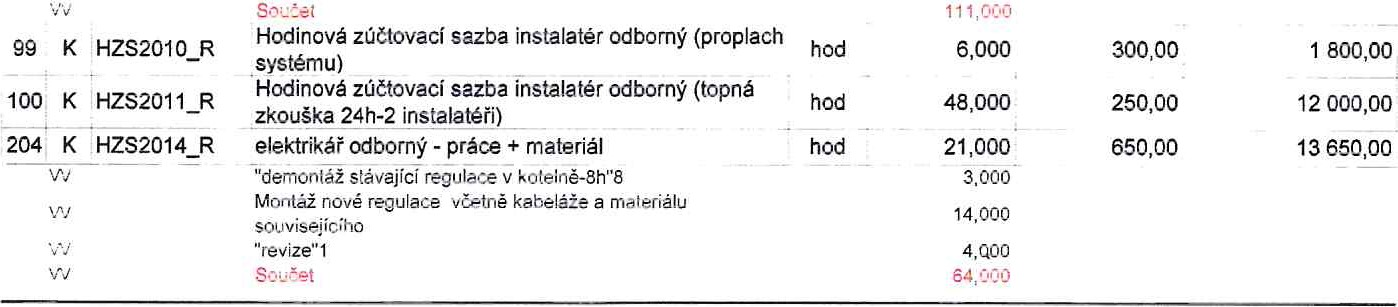 VV Součet 111,000
99 K HZS2010_R Hodinová zúčtovací sazba instalatér odborný (proplach hod 6,000 300,00 1 800,00
systému)
100 K HZS2011_R Hodinová zúčtovací sazba instalatér odborný (topná hod 48,000 250,00 12 000,00
zkouška 24h-2 instalatéři)
204 K HZS2014_R elektrikář odborný - práce + materiál hod 21,000 650,00 13 650,00
VV "demontáž stávající regulace v kotelně-8h"8 3,000
VV Montáž nové regulace včetně kabeláže a materiálu 14,000
souvisejícího
VV "revize"1 4,000
VV Součet 64,000